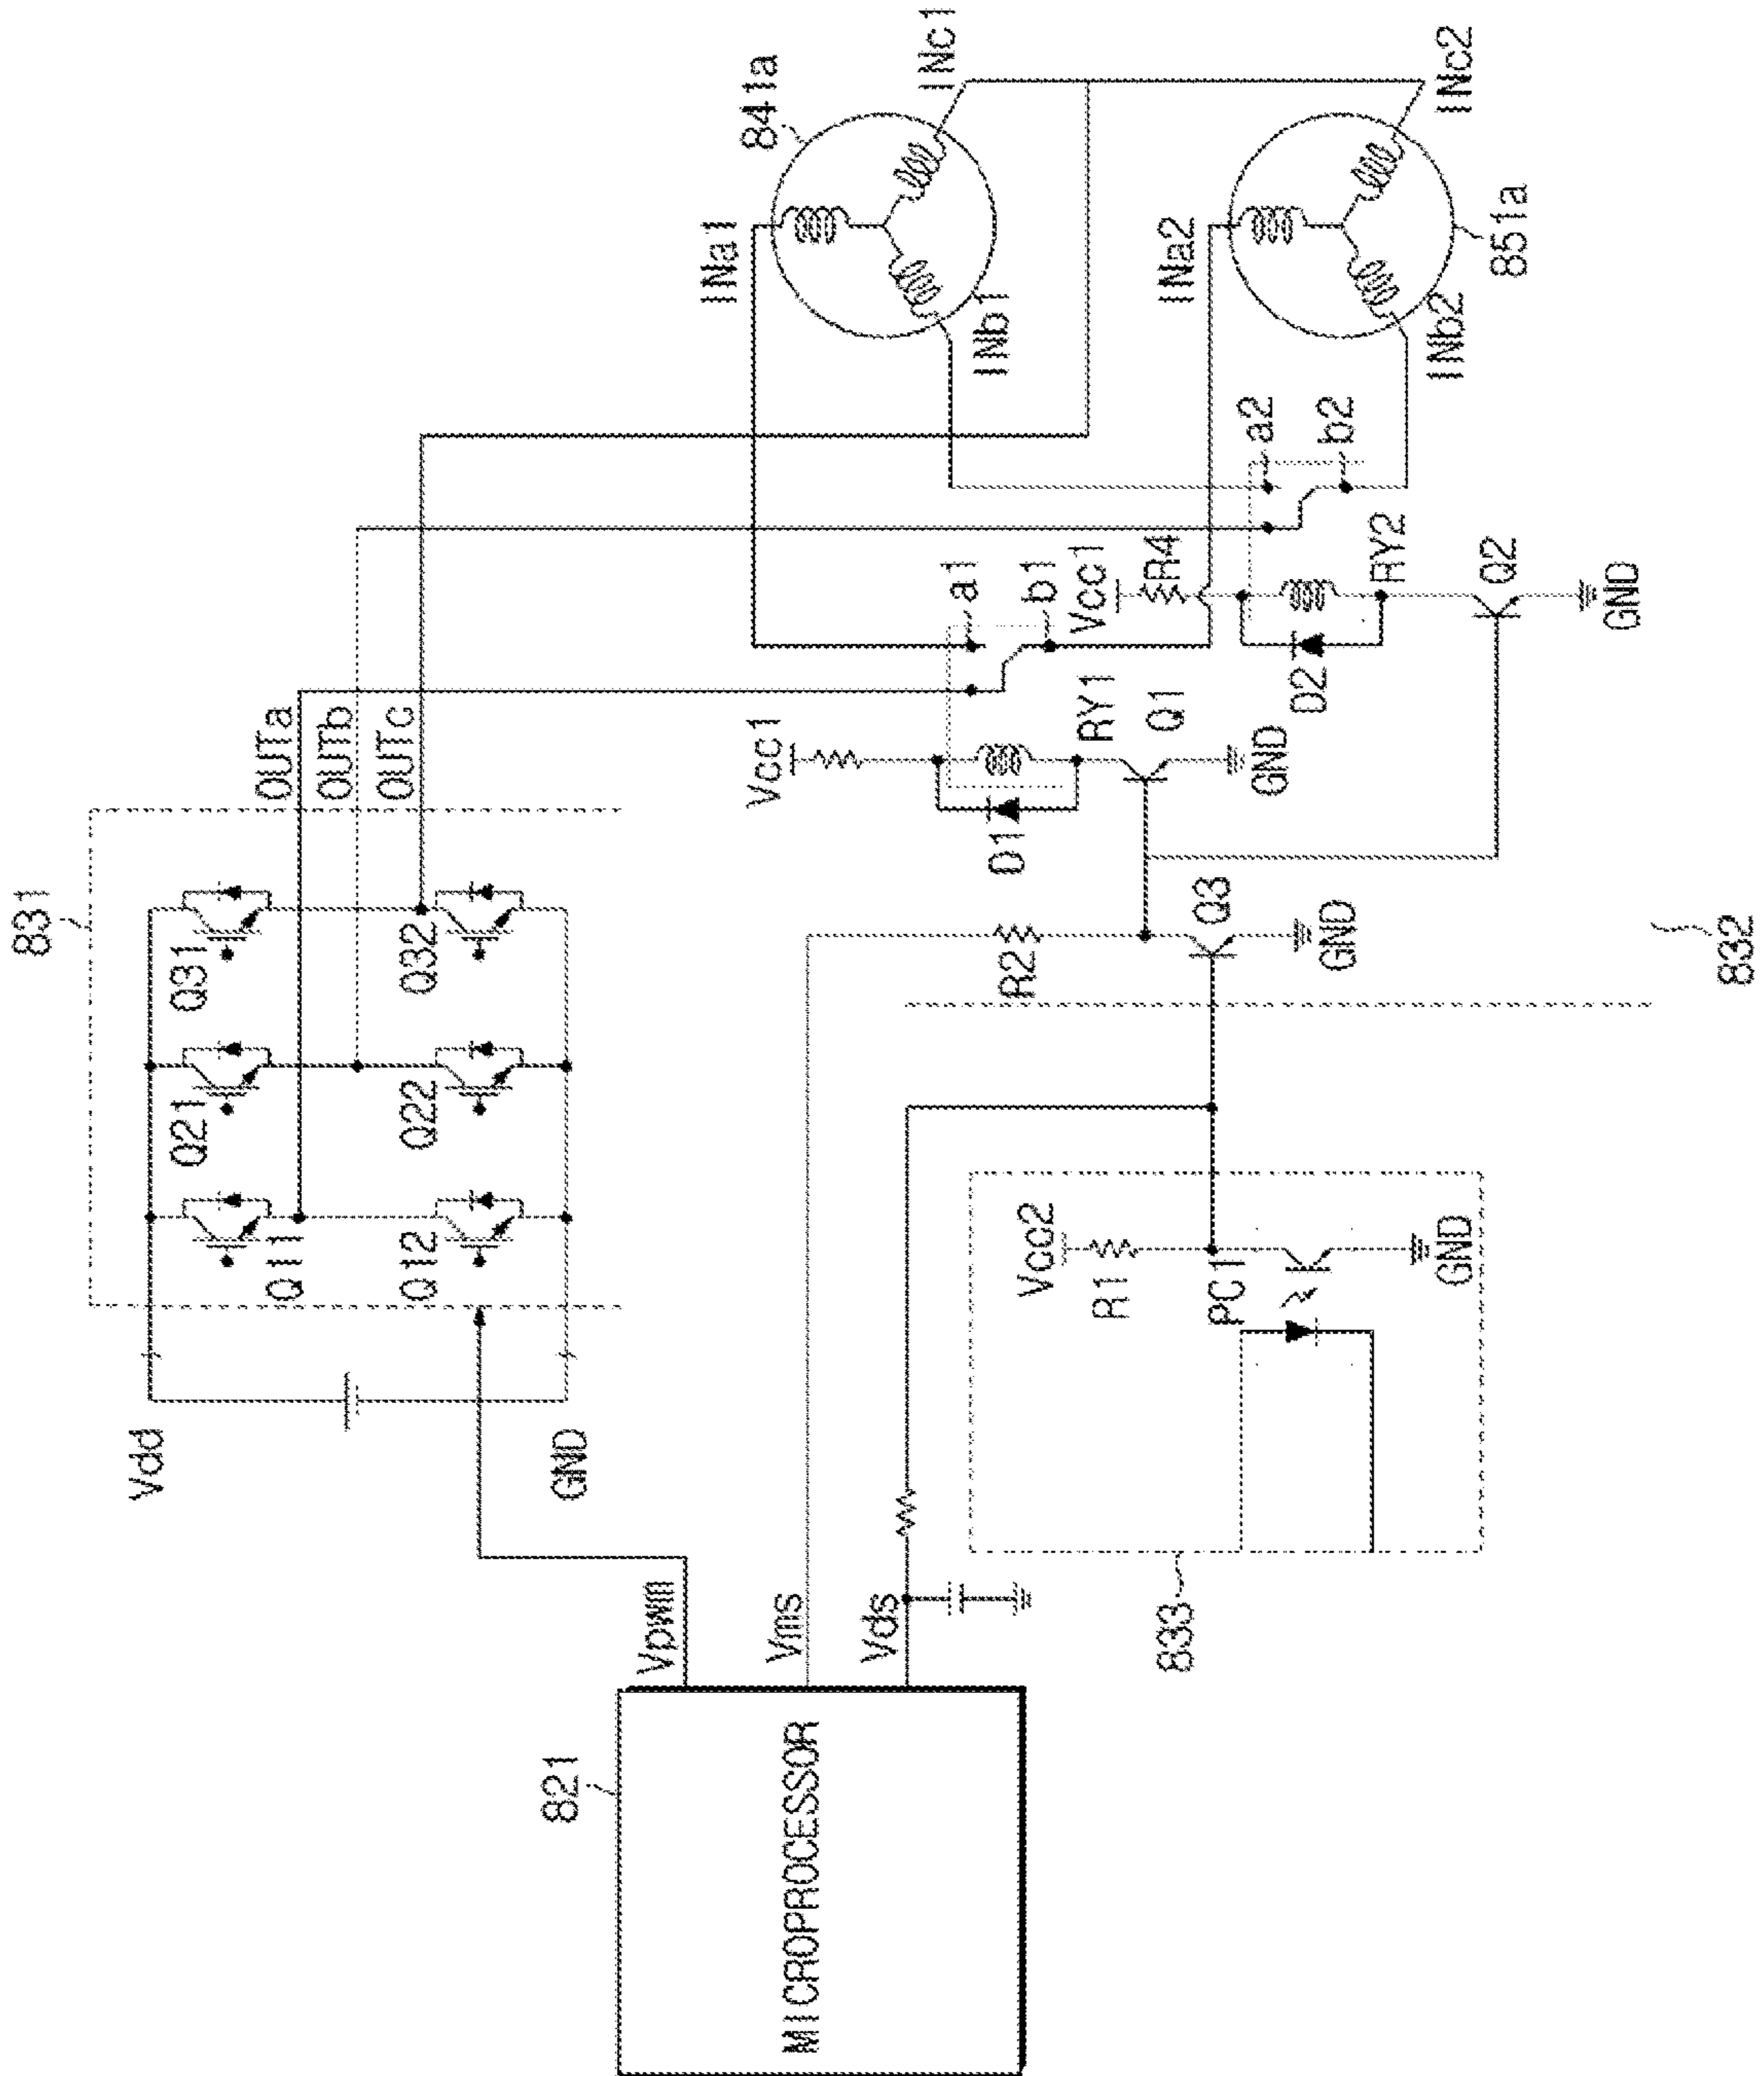 821
MICROPROCESSOR
Vpwm
Vms
Vds
Vdd
GND
831
Q11
Q21
Q31
Q12
Q22
Q32
OUTa
OUTb
OUTc
833
Vcc2
R1
PC1
GND
R2
Q3
GND
832
Vcc1
D1
RY1
Q1
GND
a1
b1
Vcc1
R4
D2
RY2
Q2
GND
a2
b2
841a
INa1
INb1
INc1
851a
INa2
INb2
INc2